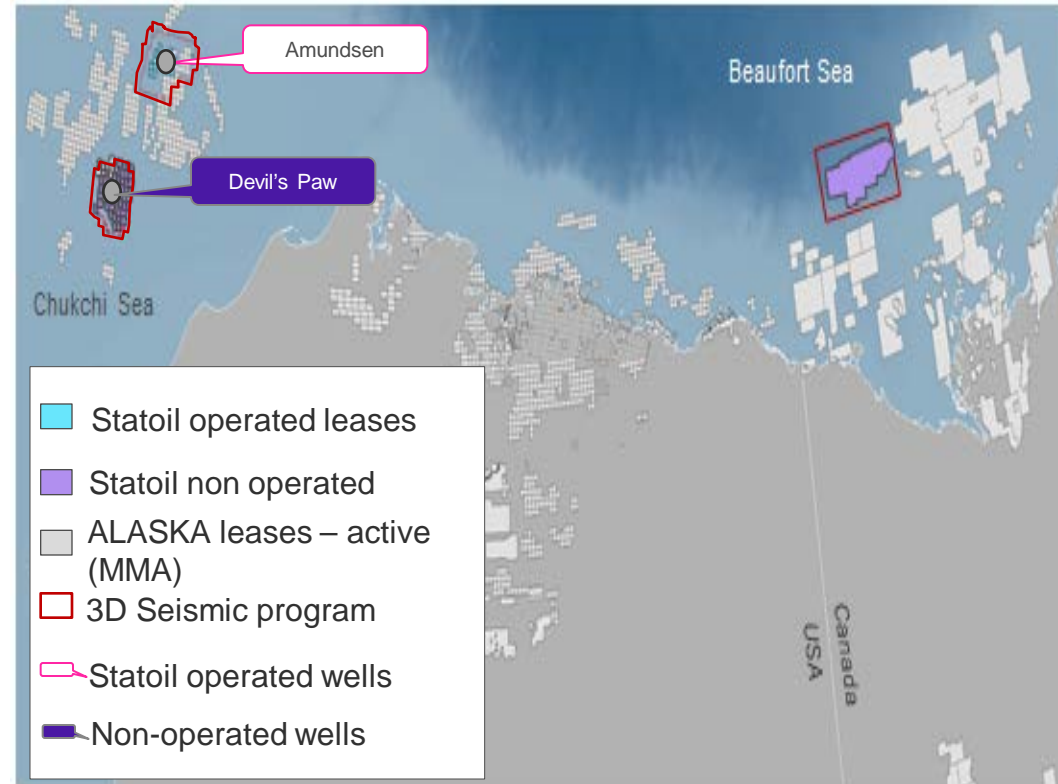 Amundsen
Beaufort Sea
Devil's Paw
Chukchi Sea
Statoil operated leases
Statoil non operated
ALASKA leases – active
(MMA)
3D Seismic program
Statoil operated wells
Non-operated wells
Canada
USA